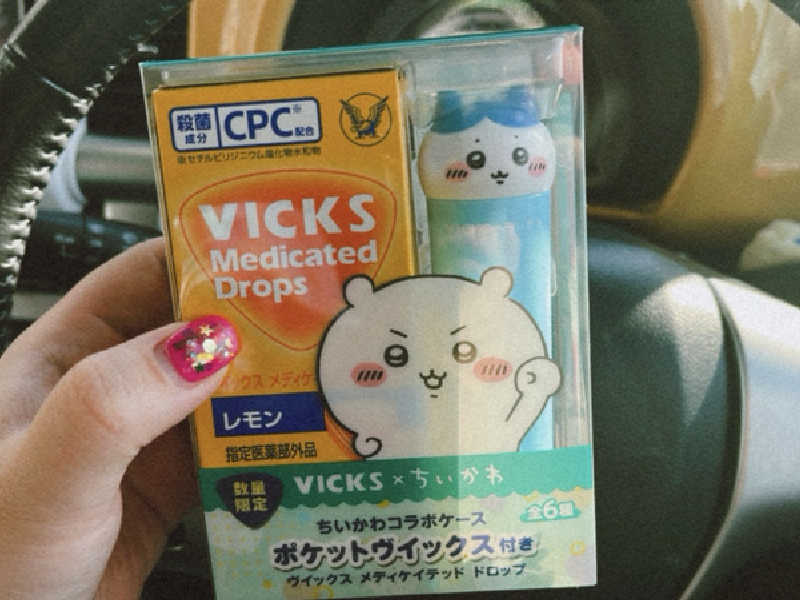 殺菌
成分
CPC※
配合
※セチルピリジニウム塩化物水和物
VICKS
Medicated
Drops
イックス メディケ
レモン
指定医薬部外品
数量
限定
VICKS×ちいかわ
全6種
ちいかわコラボケース
ポケットヴイックス付き
ヴイックス メディケイテッド ドロップ